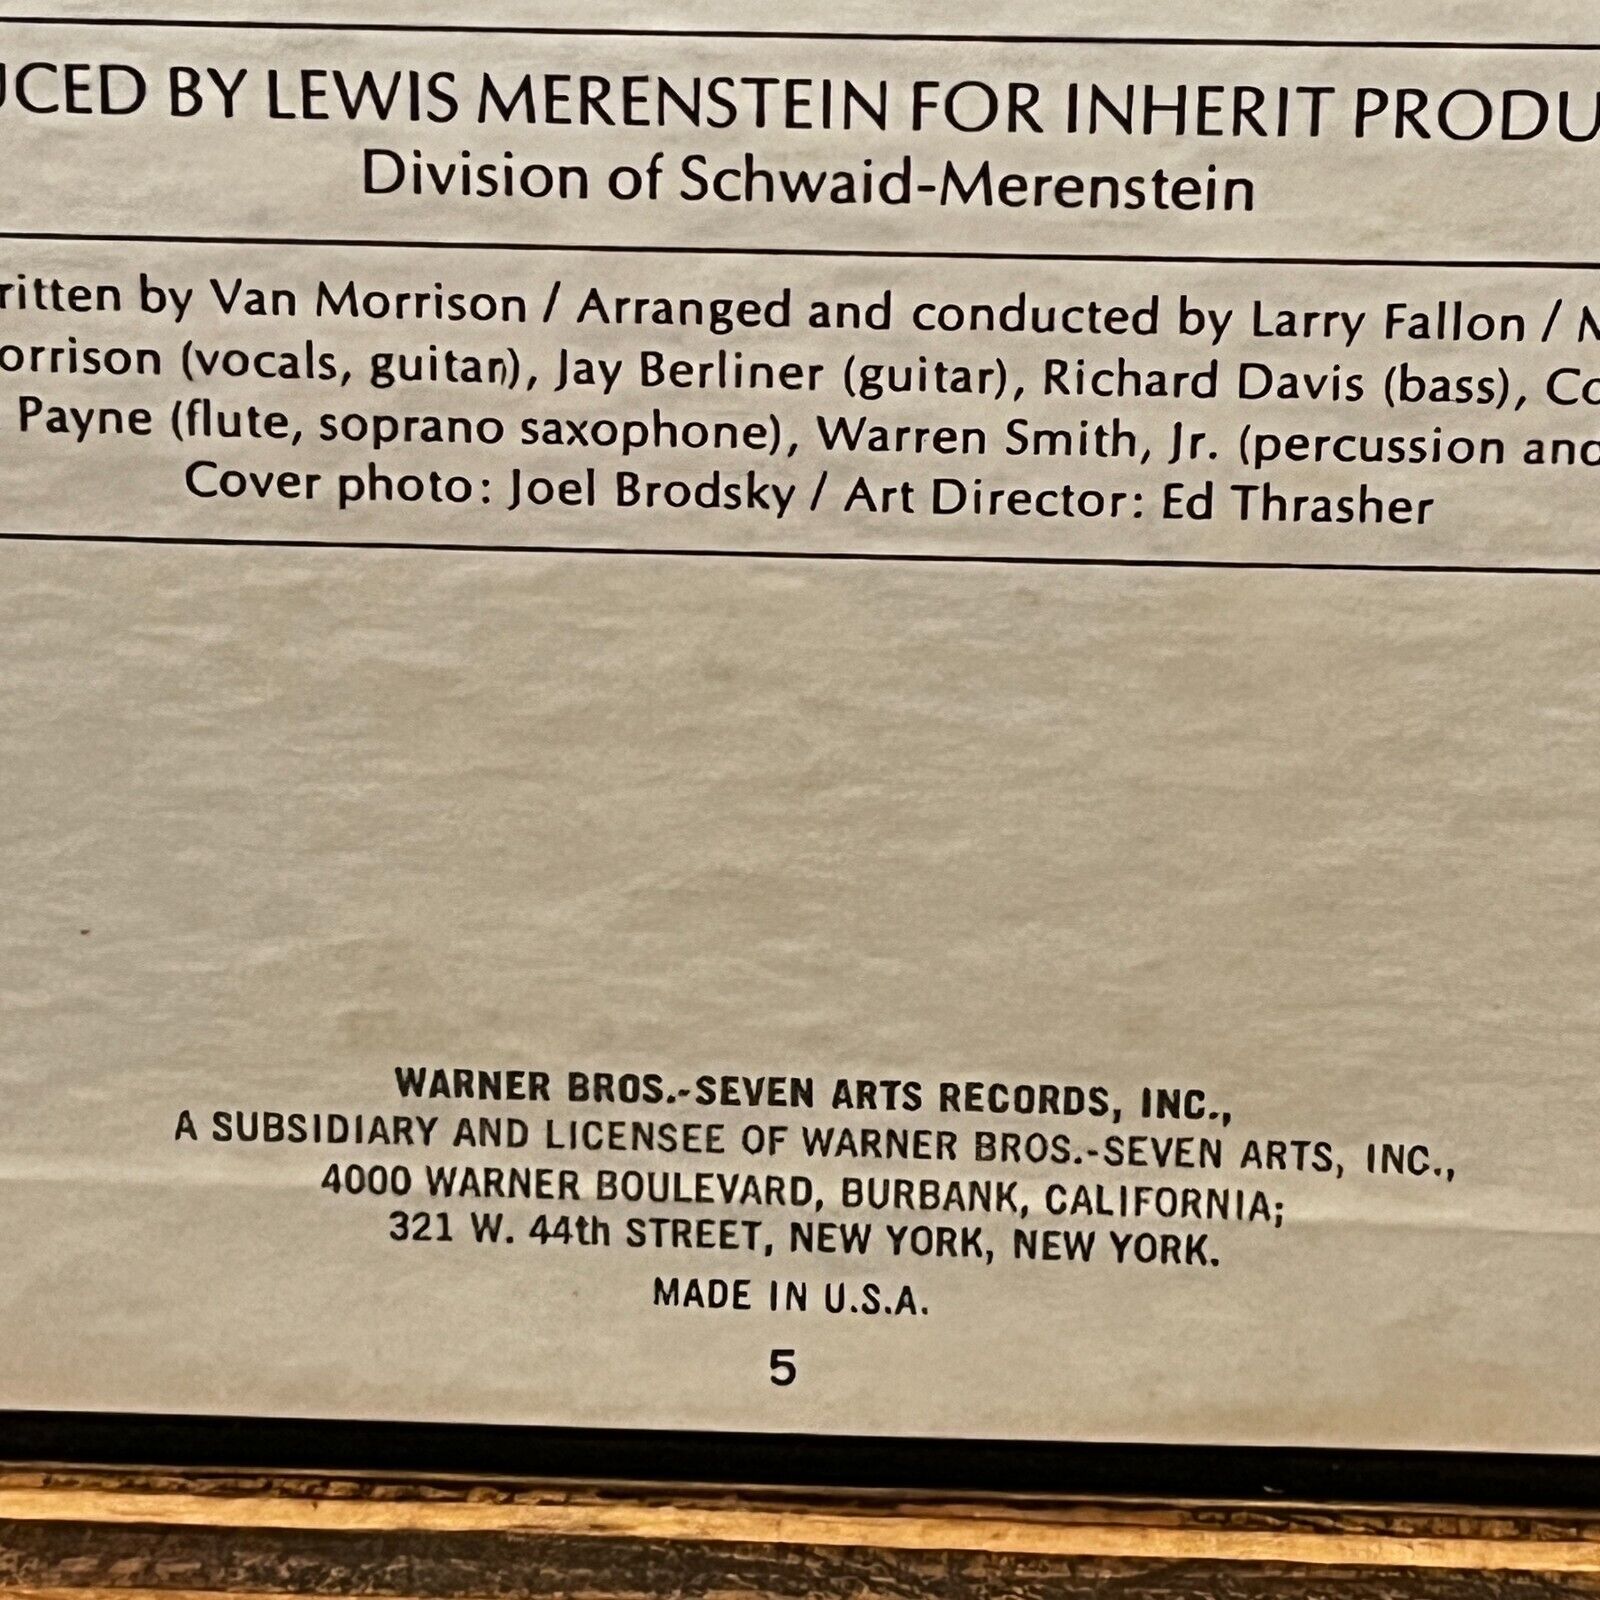 UCED BY LEWIS MERENSTEIN FOR INHERIT PRODU
Division of Schwaid-Merenstein
ritten by Van Morrison / Arranged and conducted by Larry Fallon / M
orrison (vocals, guitar), Jay Berliner (guitar), Richard Davis (bass), Co
Payne (flute, soprano saxophone), Warren Smith, Jr. (percussion and
Cover photo: Joel Brodsky / Art Director: Ed Thrasher
WARNER BROS.-SEVEN ARTS RECORDS, INC.,
A SUBSIDIARY AND LICENSEE OF WARNER BROS.-SEVEN ARTS, INC.,
4000 WARNER BOULEVARD, BURBANK, CALIFORNIA;
321 W. 44th STREET, NEW YORK, NEW YORK.
MADE IN U.S.A.
5